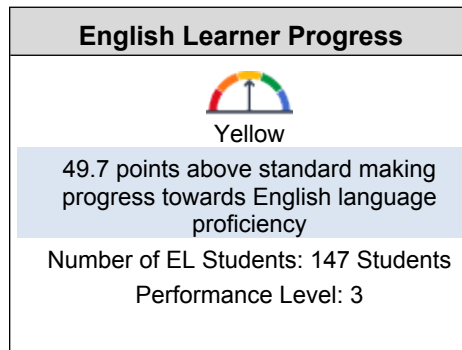 English Learner Progress
Yellow
49.7 points above standard making
progress towards English language
proficiency
Number of EL Students: 147 Students
Performance Level: 3